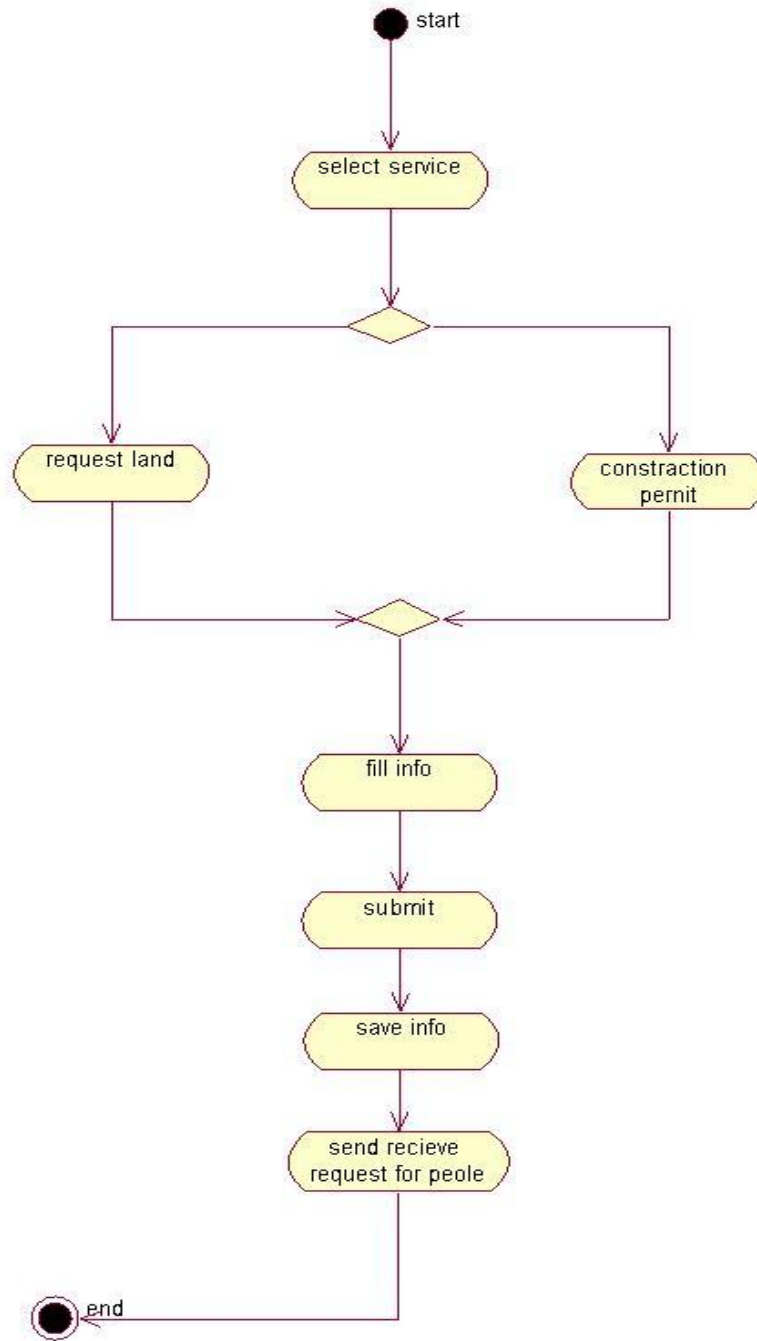 start
select service
request land
constraction
pernit
fill info
submit
save info
send recieve
request for peole
end